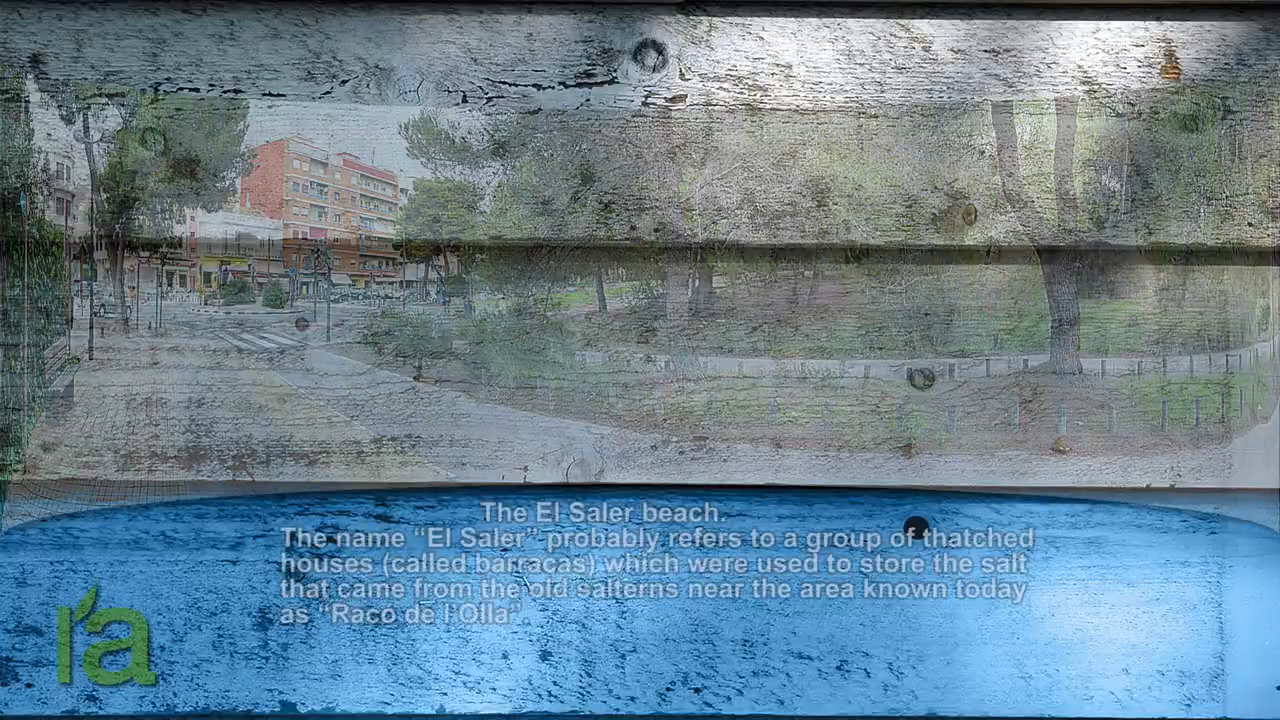 The El Saler beach.
The name “El Saler” probably refers to a group of thatched
houses (called barracas) which were used to store the salt
that came from the old salterns near the area known today
as “Racó de l'Olla”.
r'a